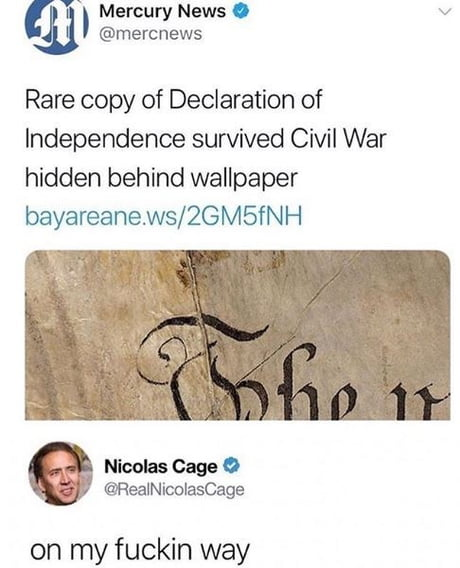 Mercury News
@mercnews
Rare copy of Declaration of
Independence survived Civil War
hidden behind wallpaper
bayareane.ws/2GM5fNH
The
Nicolas Cage
@RealNicolasCage
on my fuckin way